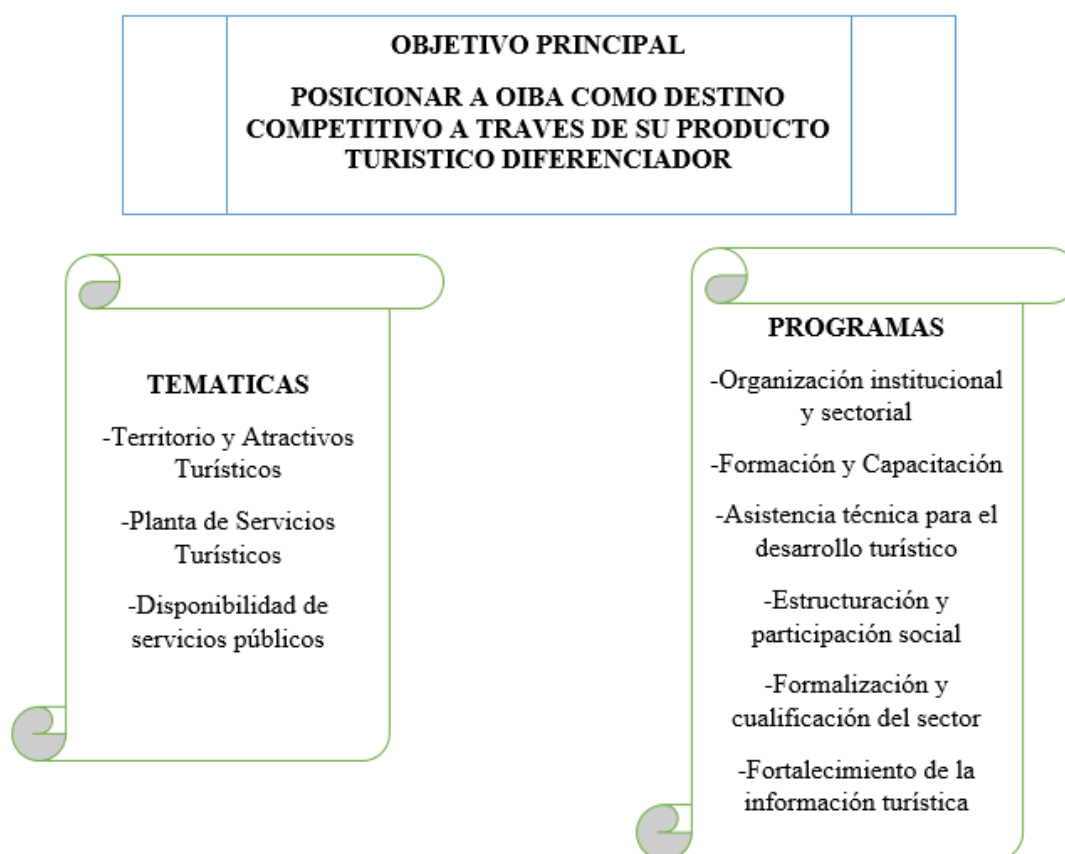 OBJETIVO PRINCIPAL
POSICIONAR A OIBA COMO DESTINO
COMPETITIVO A TRAVES DE SU PRODUCTO
TURISTICO DIFERENCIADOR
TEMATICAS
-Territorio y Atractivos
Turísticos
-Planta de Servicios
Turísticos
-Disponibilidad de
servicios públicos
PROGRAMAS
-Organización institucional
y sectorial
-Formación y Capacitación
-Asistencia técnica para el
desarrollo turístico
-Estructuración y
participación social
-Formalización y
cualificación del sector
-Fortalecimiento de la
información turística